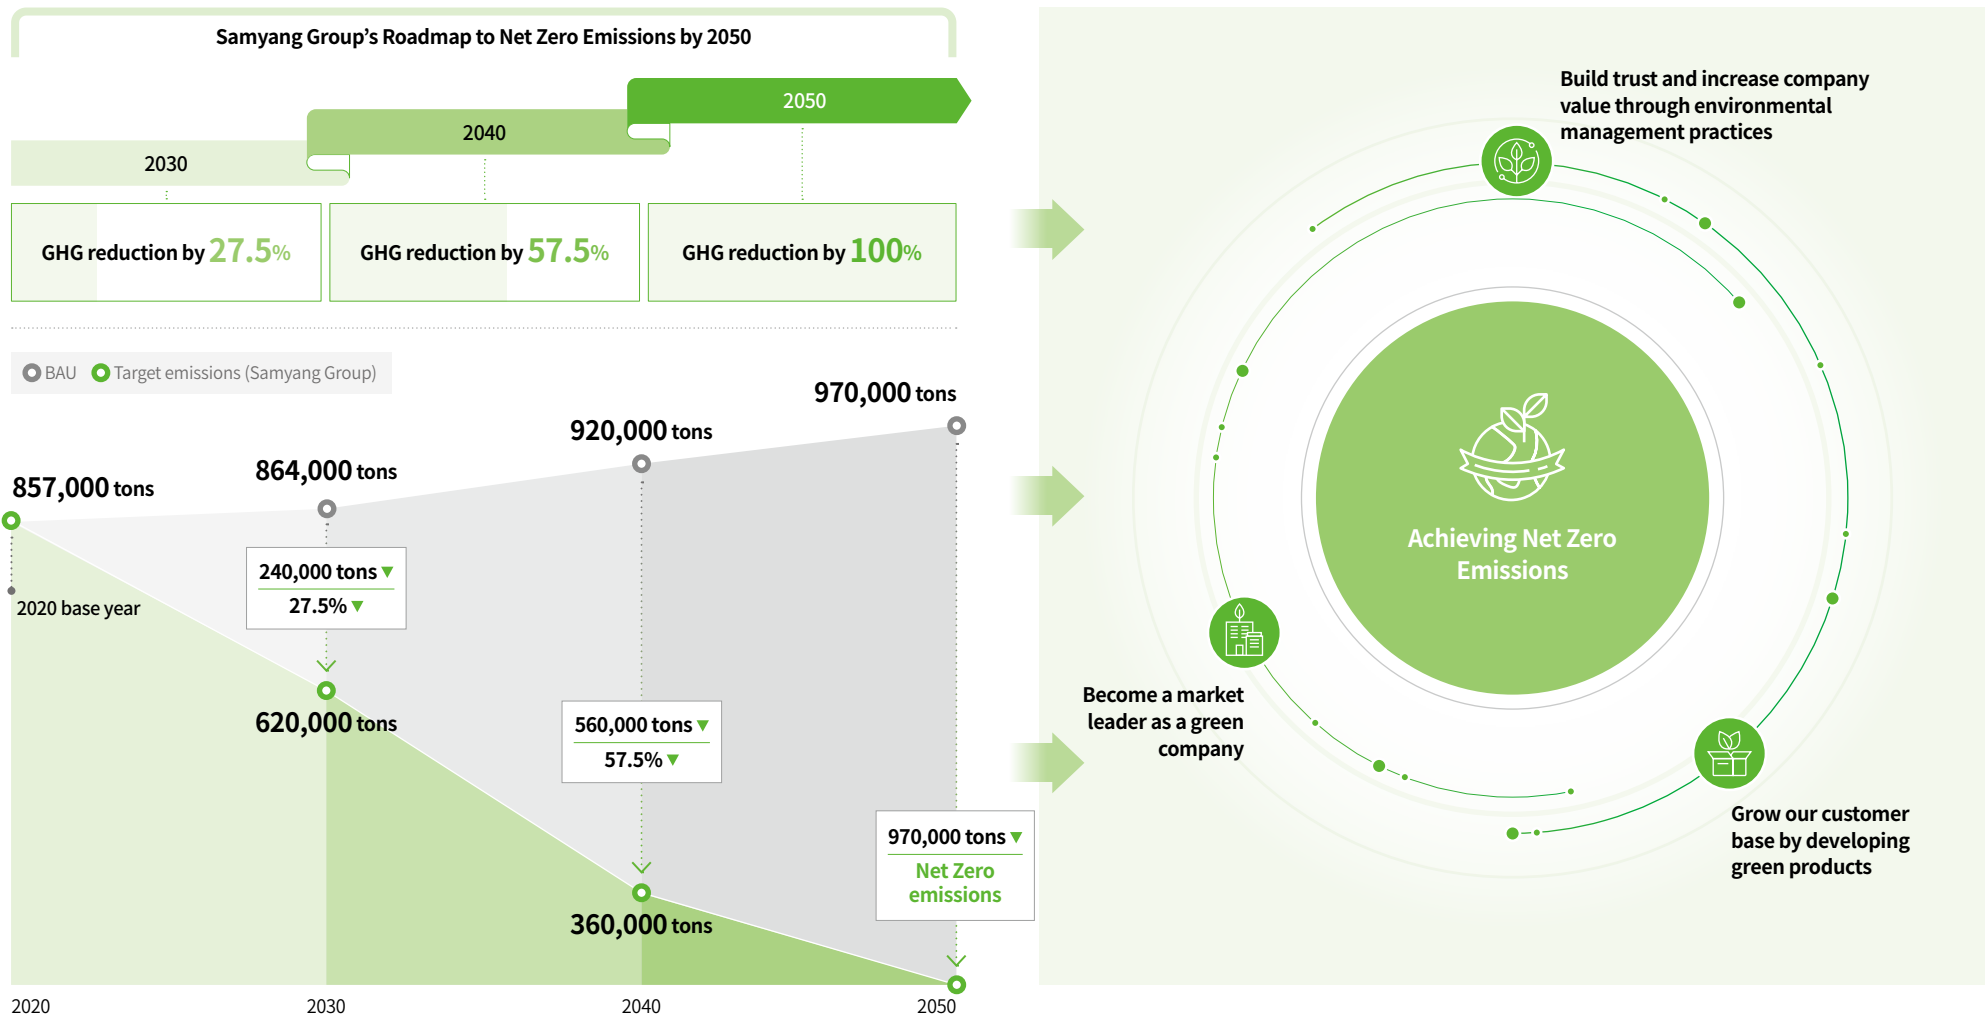 Samyang Group’s Roadmap to Net Zero Emissions by 2050
2030
2040
2050
GHG reduction by 27.5%
GHG reduction by 57.5%
GHG reduction by 100%
BAU
Target emissions (Samyang Group)
857,000 tons
864,000 tons
920,000 tons
970,000 tons
2020 base year
240,000 tons ▼
27.5% ▼
620,000 tons
560,000 tons ▼
57.5% ▼
360,000 tons
970,000 tons ▼
Net Zero
emissions
2020
2030
2040
2050
Build trust and increase company
value through environmental
management practices
Achieving Net Zero
Emissions
Become a market
leader as a green
company
Grow our customer
base by developing
green products